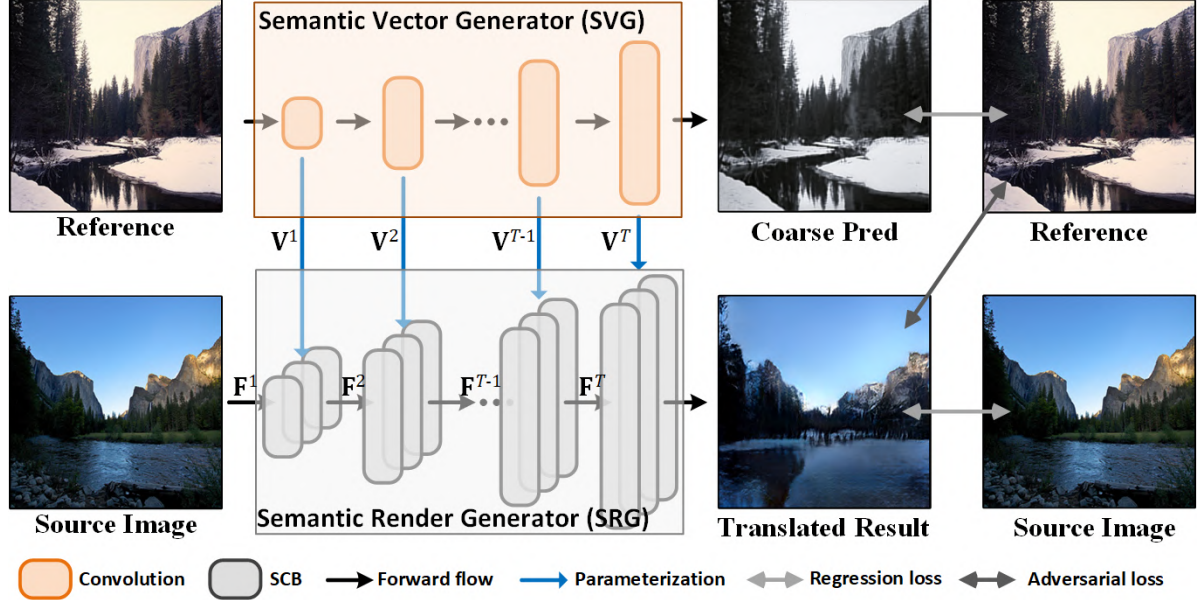 Semantic Vector Generator (SVG)
Reference
V¹ V² Vᵀ⁻¹ Vᵀ
Coarse Pred
Reference
F¹ F² Fᵀ⁻¹ Fᵀ
Semantic Render Generator (SRG)
Source Image
Translated Result
Source Image
Convolution SCB Forward flow Parameterization Regression loss Adversarial loss